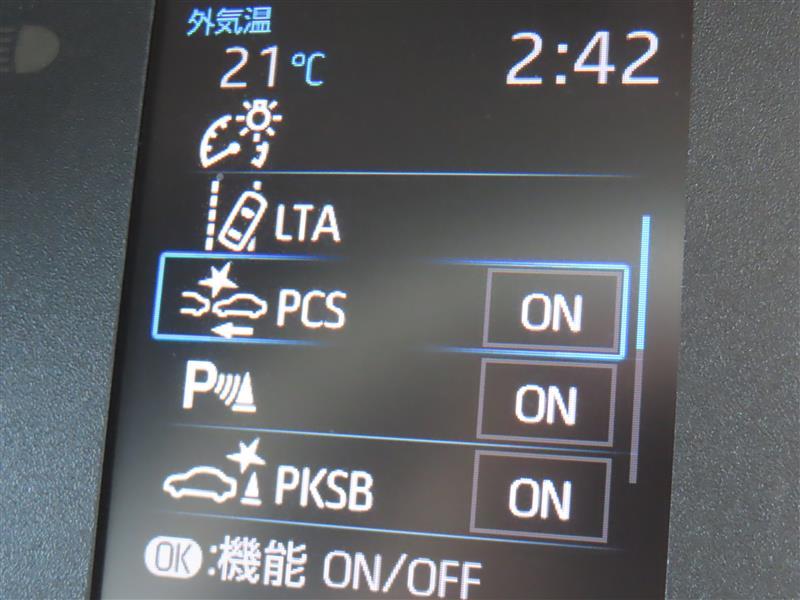 外気温
21℃
2:42
LTA
PCS ON
P ON
PKSB ON
OK:機能 ON/OFF